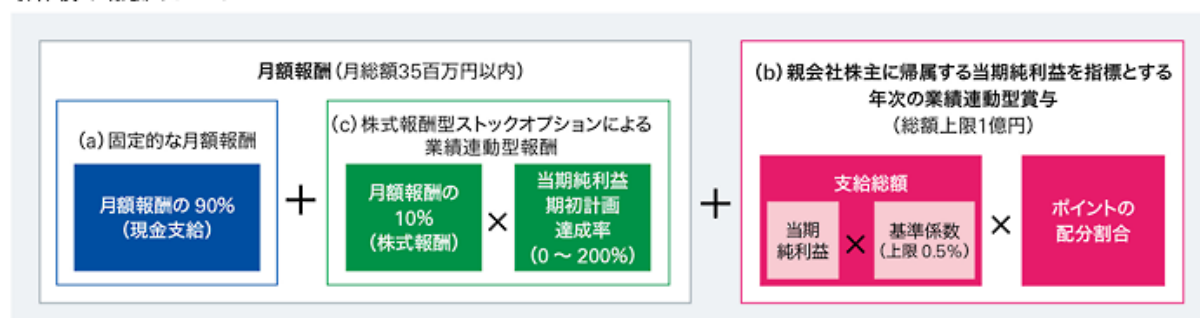 月額報酬（月総額35百万円以内）
(a) 固定的な月額報酬
月額報酬の 90%
（現金支給）
＋
(c) 株式報酬型ストックオプションによる
業績連動型報酬
月額報酬の
10%
（株式報酬）
×
当期純利益
期初計画
達成率
（0 ～ 200%）
＋
(b) 親会社株主に帰属する当期純利益を指標とする
年次の業績連動型賞与
（総額上限1億円）
支給総額
当期
純利益
×
基準係数
（上限 0.5%）
×
ポイントの
配分割合